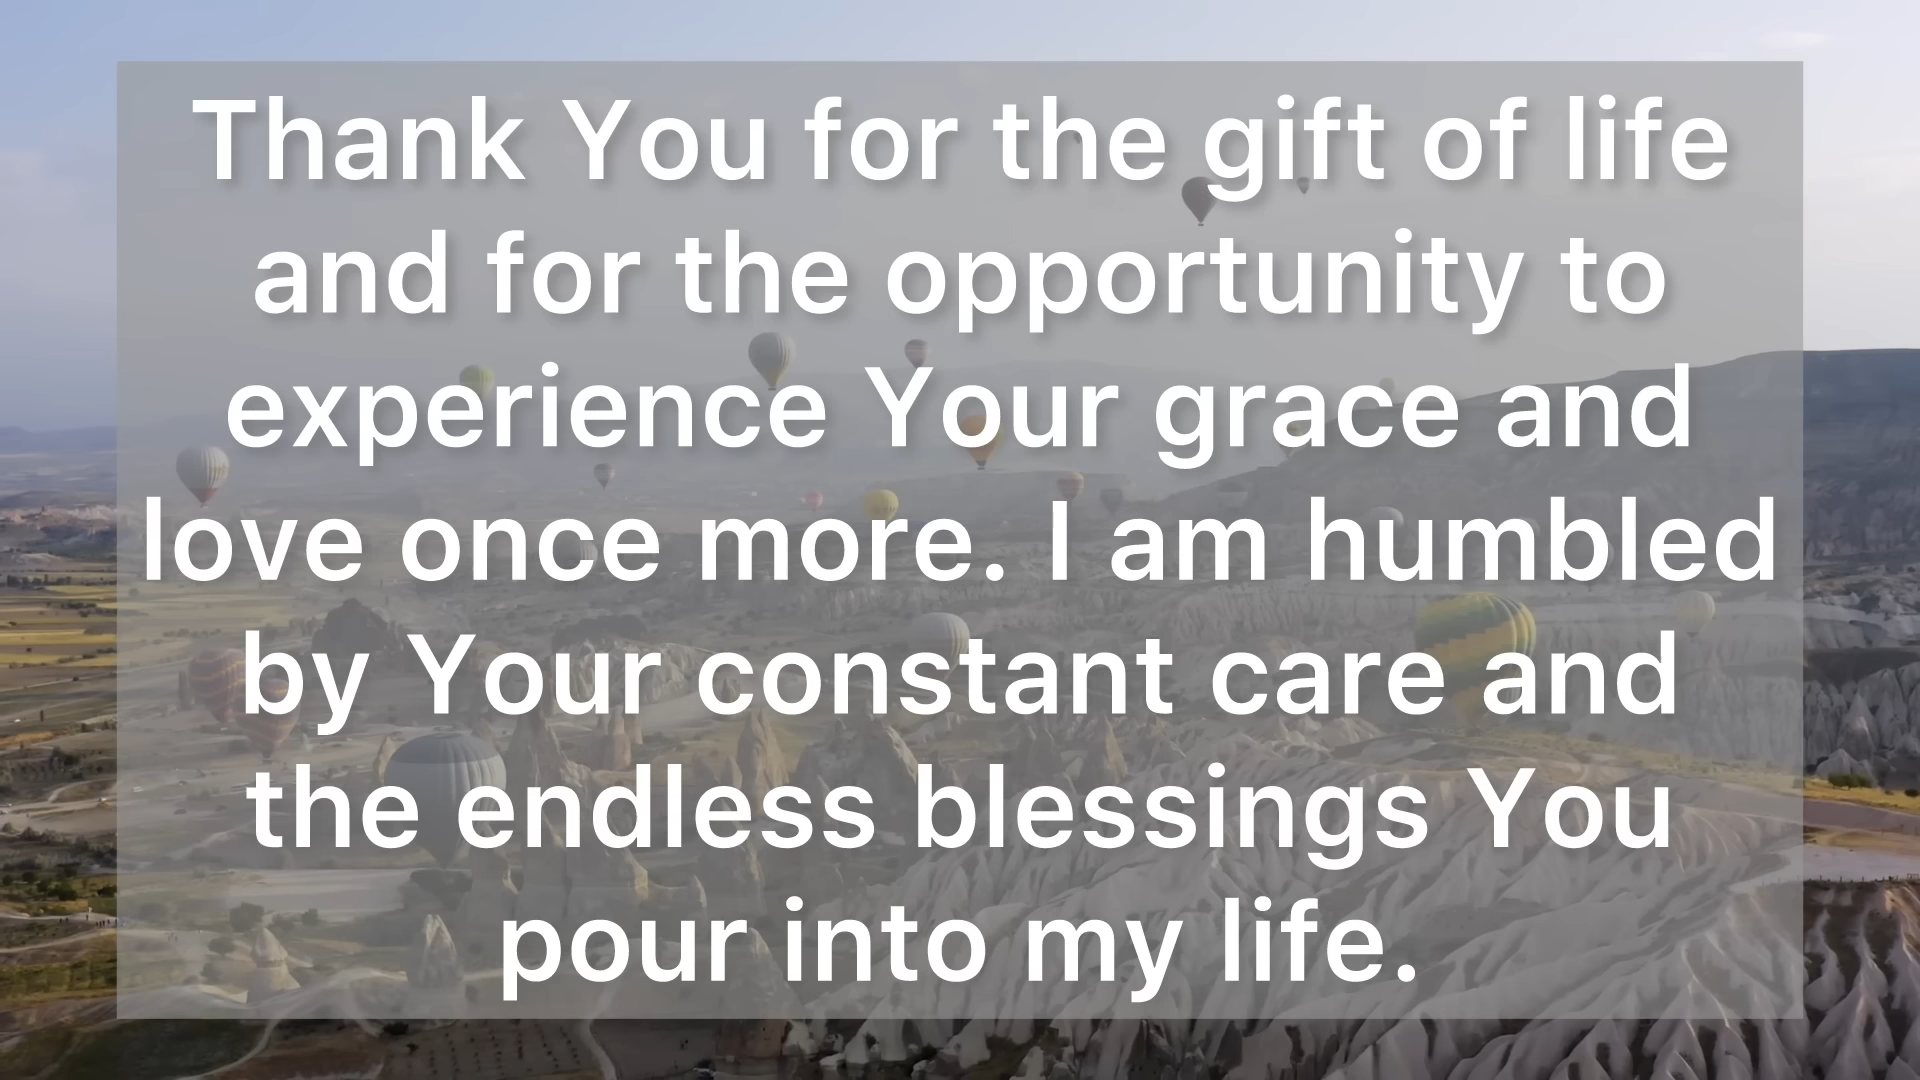 Thank You for the gift of life
and for the opportunity to
experience Your grace and
love once more. I am humbled
by Your constant care and
the endless blessings You
pour into my life.